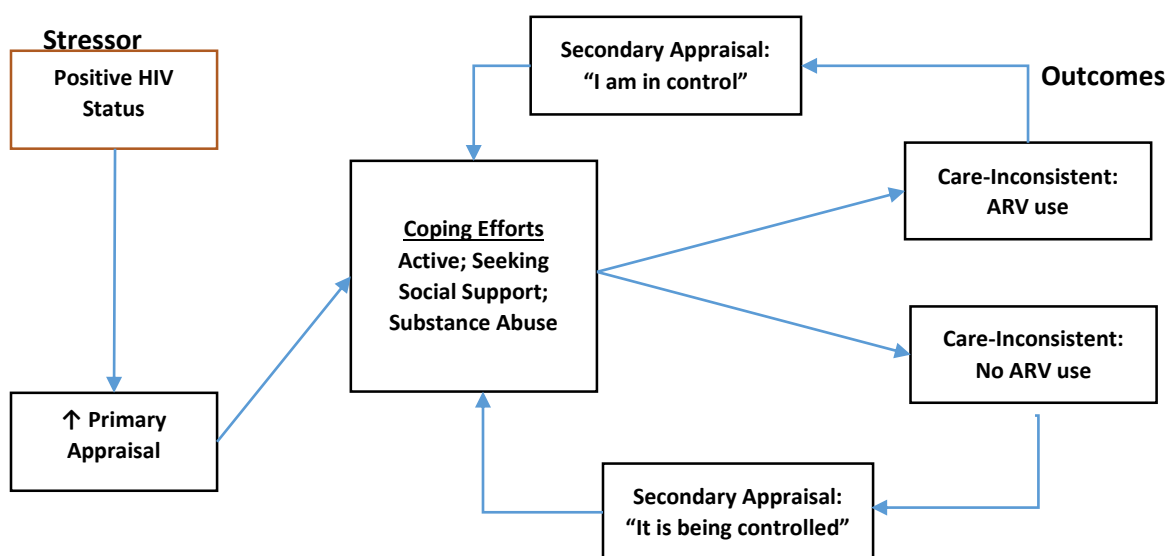 Stressor
Positive HIV
Status
↑ Primary
Appraisal
Coping Efforts
Active; Seeking
Social Support;
Substance Abuse
Secondary Appraisal:
“I am in control”
Outcomes
Care-Inconsistent:
ARV use
Care-Inconsistent:
No ARV use
Secondary Appraisal:
“It is being controlled”